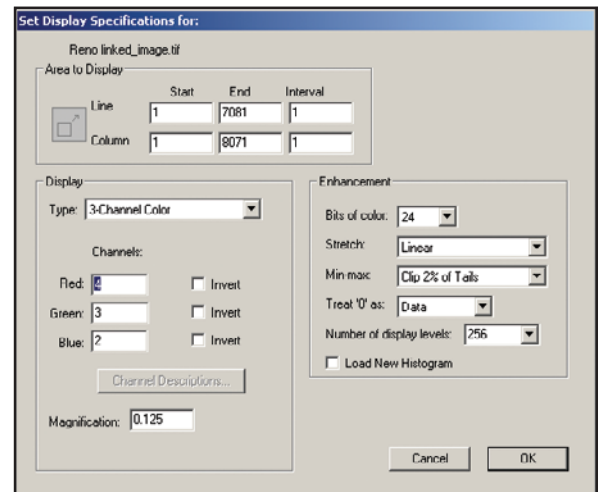 Set Display Specifications for:
Reno linked_image.tif
Area to Display
Start End Interval
Line 1 7081 1
Column 1 8071 1
Display
Type: 3-Channel Color
Channels:
Red: 4 Invert
Green: 3 Invert
Blue: 2 Invert
Channel Descriptions...
Magnification: 0.125
Enhancement
Bits of color: 24
Stretch: Linear
Min-max: Clip 2% of Tails
Treat '0' as: Data
Number of display levels: 256
Load New Histogram
Cancel OK